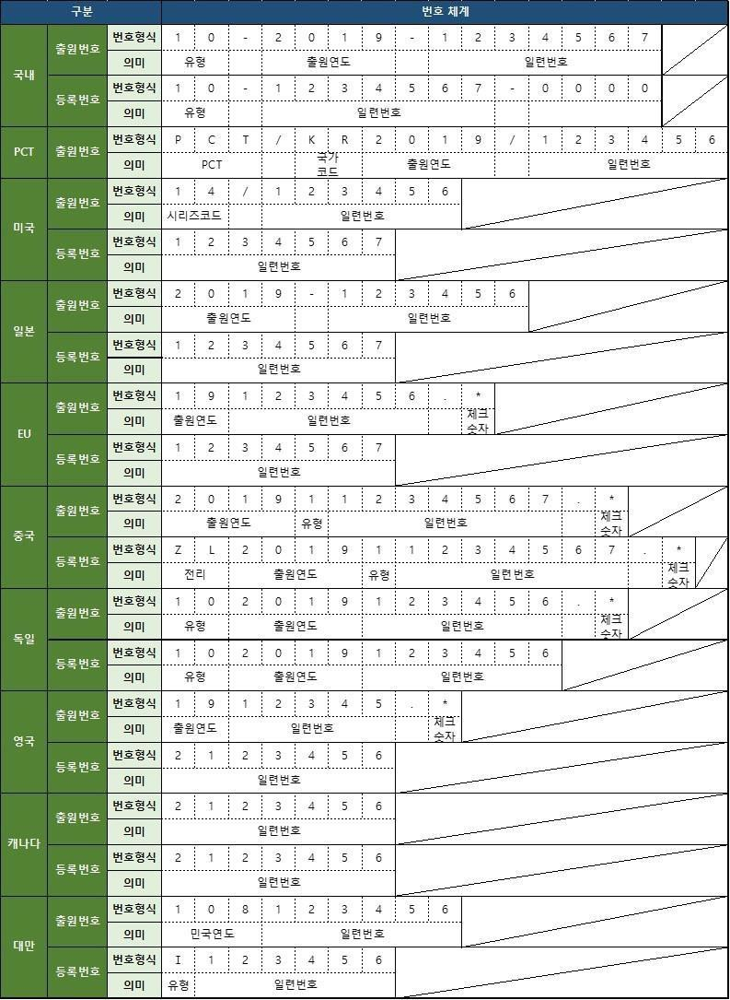 구분 번호 체계
국내 출원번호 번호형식 1 0 - 2 0 1 9 - 1 2 3 4 5 6 7
의미 유형 출원연도 일련번호
등록번호 번호형식 1 0 - 1 2 3 4 5 6 7 - 0 0 0 0
의미 유형 일련번호
PCT 출원번호 번호형식 P C T / K R 2 0 1 9 / 1 2 3 4 5 6
의미 PCT 국가 코드 출원연도 일련번호
미국 출원번호 번호형식 1 4 / 1 2 3 4 5 6
의미 시리즈코드 일련번호
등록번호 번호형식 1 2 3 4 5 6 7
의미 일련번호
일본 출원번호 번호형식 2 0 1 9 - 1 2 3 4 5 6
의미 출원연도 일련번호
등록번호 번호형식 1 2 3 4 5 6 7
의미 일련번호
EU 출원번호 번호형식 1 9 1 2 3 4 5 6 . *
의미 출원연도 일련번호 체크 숫자
등록번호 번호형식 1 2 3 4 5 6 7
의미 일련번호
중국 출원번호 번호형식 2 0 1 9 1 1 2 3 4 5 6 7 . *
의미 출원연도 유형 일련번호 체크 숫자
등록번호 번호형식 Z L 2 0 1 9 1 1 2 3 4 5 6 7 . *
의미 전리 출원연도 유형 일련번호 체크 숫자
독일 출원번호 번호형식 1 0 2 0 1 9 1 2 3 4 5 6 . *
의미 유형 출원연도 일련번호 체크 숫자
등록번호 번호형식 1 0 2 0 1 9 1 2 3 4 5 6
의미 유형 출원연도 일련번호
영국 출원번호 번호형식 1 9 1 2 3 4 5 . *
의미 출원연도 일련번호 체크 숫자
등록번호 번호형식 2 1 2 3 4 5 6
의미 일련번호
캐나다 출원번호 번호형식 2 1 2 3 4 5 6
의미 일련번호
등록번호 번호형식 2 1 2 3 4 5 6
의미 일련번호
대만 출원번호 번호형식 1 0 8 1 2 3 4 5 6
의미 민국연도 일련번호
등록번호 번호형식 I 1 2 3 4 5 6
의미 유형 일련번호